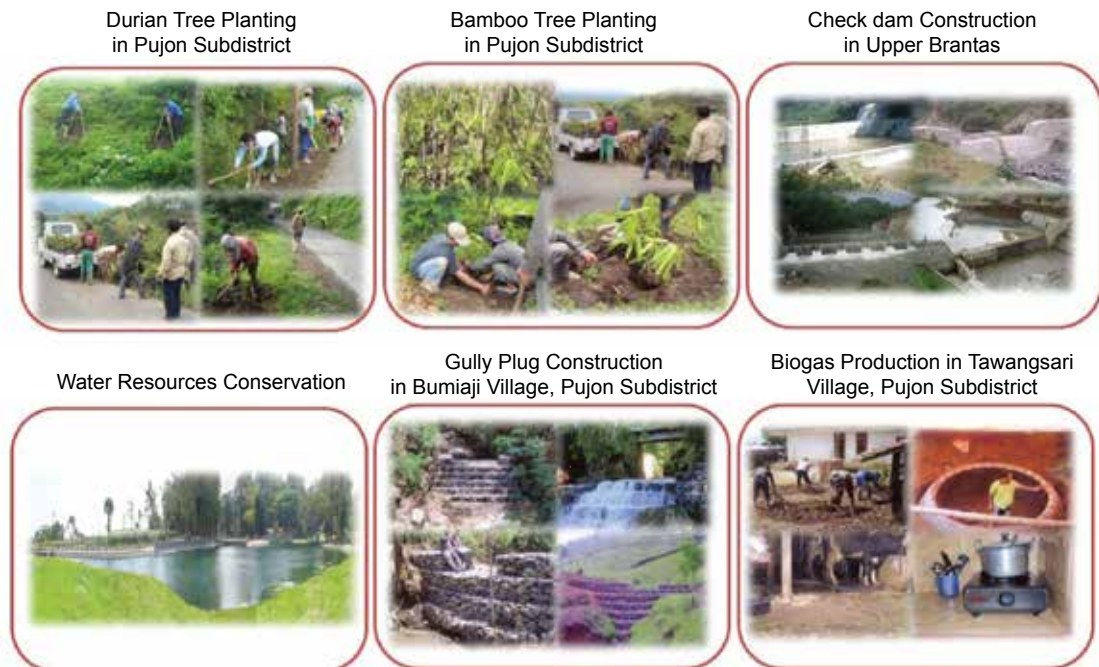 Durian Tree Planting
in Pujon Subdistrict
Bamboo Tree Planting
in Pujon Subdistrict
Check dam Construction
in Upper Brantas
Water Resources Conservation
Gully Plug Construction
in Bumiaji Village, Pujon Subdistrict
Biogas Production in Tawangsari
Village, Pujon Subdistrict